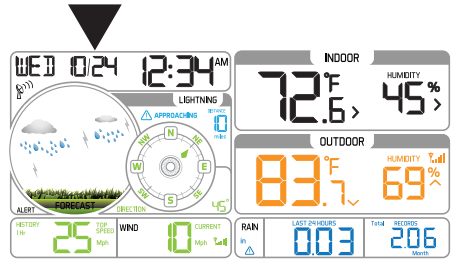 WED 10/24 12:34 AM
LIGHTNING
APPROACHING
DISTANCE
10
miles
N
NE
E
SE
S
SW
W
NW
FORECAST
ALERT
DIRECTION
45°
HISTORY
1Hr
25
TOP
SPEED
Mph
WIND
10
CURRENT
Mph
INDOOR
72.6 °F
HUMIDITY
45%
OUTDOOR
83.7 °F
HUMIDITY
69%
RAIN
in
LAST 24 HOURS
0.03
Total RECORDS
2.06
Month